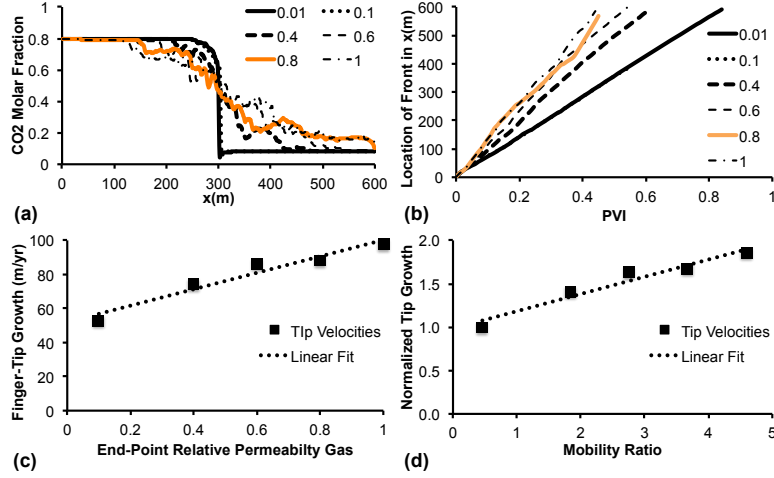 CO2 Molar Fraction
1.0
0.8
0.6
0.4
0.2
0
0 100 200 300 400 500 600
x(m)
0.01 0.1
0.4 0.6
0.8 1
(a)
Location of Front in x(m)
600
500
400
300
200
100
0
0 0.2 0.4 0.6 0.8 1
PVI
0.01
0.1
0.4
0.6
0.8
1
(b)
Finger-Tip Growth (m/yr)
100
80
60
40
20
0
0 0.2 0.4 0.6 0.8 1
End-Point Relative Permeabilty Gas
TIp Velocities
Linear Fit
(c)
Normalized Tip Growth
2.0
1.5
1.0
0.5
0.0
0 1 2 3 4 5
Mobility Ratio
Tip Velocities
Linear Fit
(d)